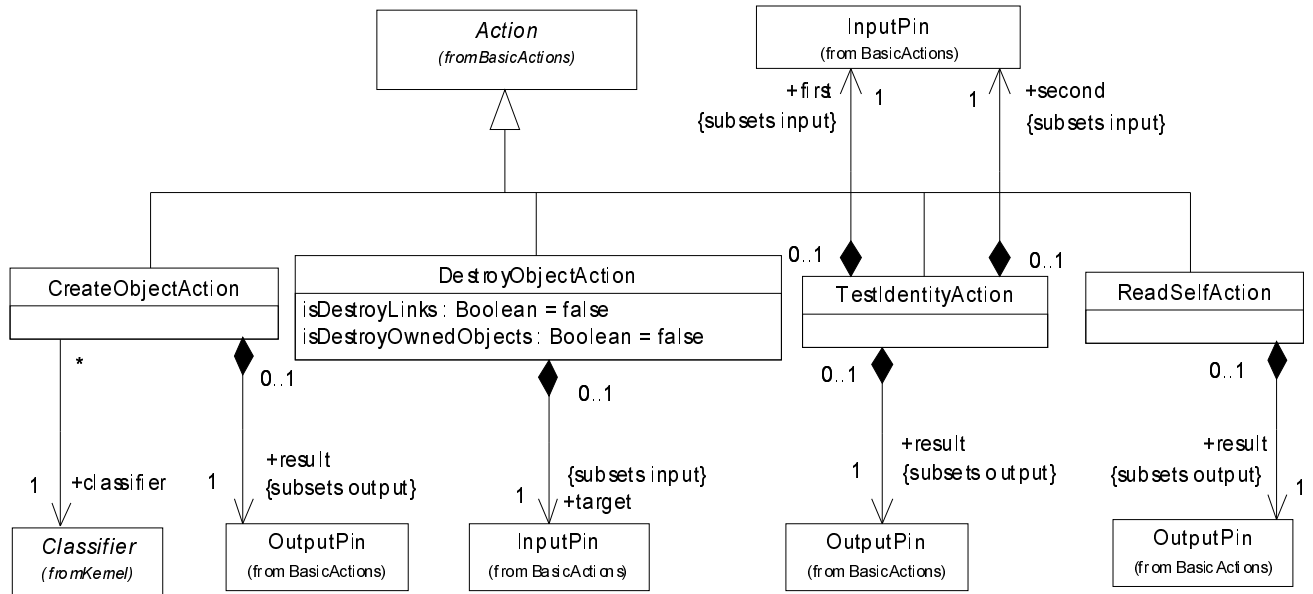 Action
(fromBasicActions)
InputPin
(from BasicActions)
+first
1
1
+second
{subsets input}
{subsets input}
0..1
0..1
CreateObjectAction
DestroyObjectAction
isDestroyLinks : Boolean = false
isDestroyOwnedObjects : Boolean = false
TestIdentityAction
ReadSelfAction
*
0..1
0..1
0..1
0..1
1
+classifier
1
+result
{subsets output}
{subsets input}
1
+target
+result
1
{subsets output}
+result
{subsets output}
1
Classifier
(fromKernel)
OutputPin
(from BasicActions)
InputPin
(from BasicActions)
OutputPin
(from BasicActions)
OutputPin
(from BasicActions)